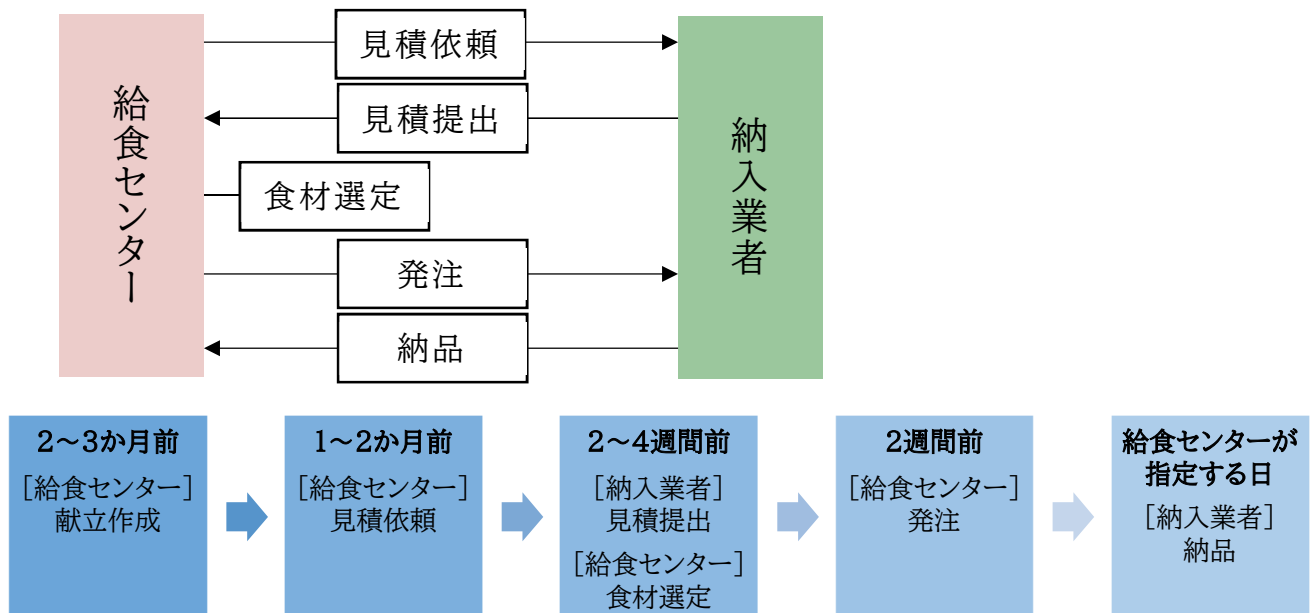 給食センター
見積依頼
見積提出
食材選定
発注
納品
納入業者
2～3か月前
[給食センター]
献立作成
1～2か月前
[給食センター]
見積依頼
2～4週間前
[納入業者]
見積提出
[給食センター]
食材選定
2週間前
[給食センター]
発注
給食センターが
指定する日
[納入業者]
納品